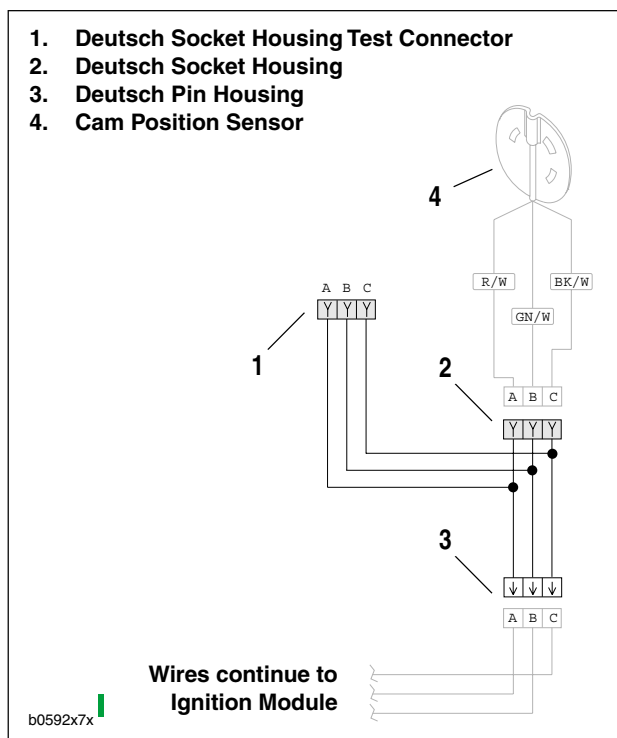 1. Deutsch Socket Housing Test Connector
2. Deutsch Socket Housing
3. Deutsch Pin Housing
4. Cam Position Sensor
4
R/W BK/W
GN/W
A B C
1
2
A B C
3
A B C
Wires continue to
Ignition Module
b0592x7x